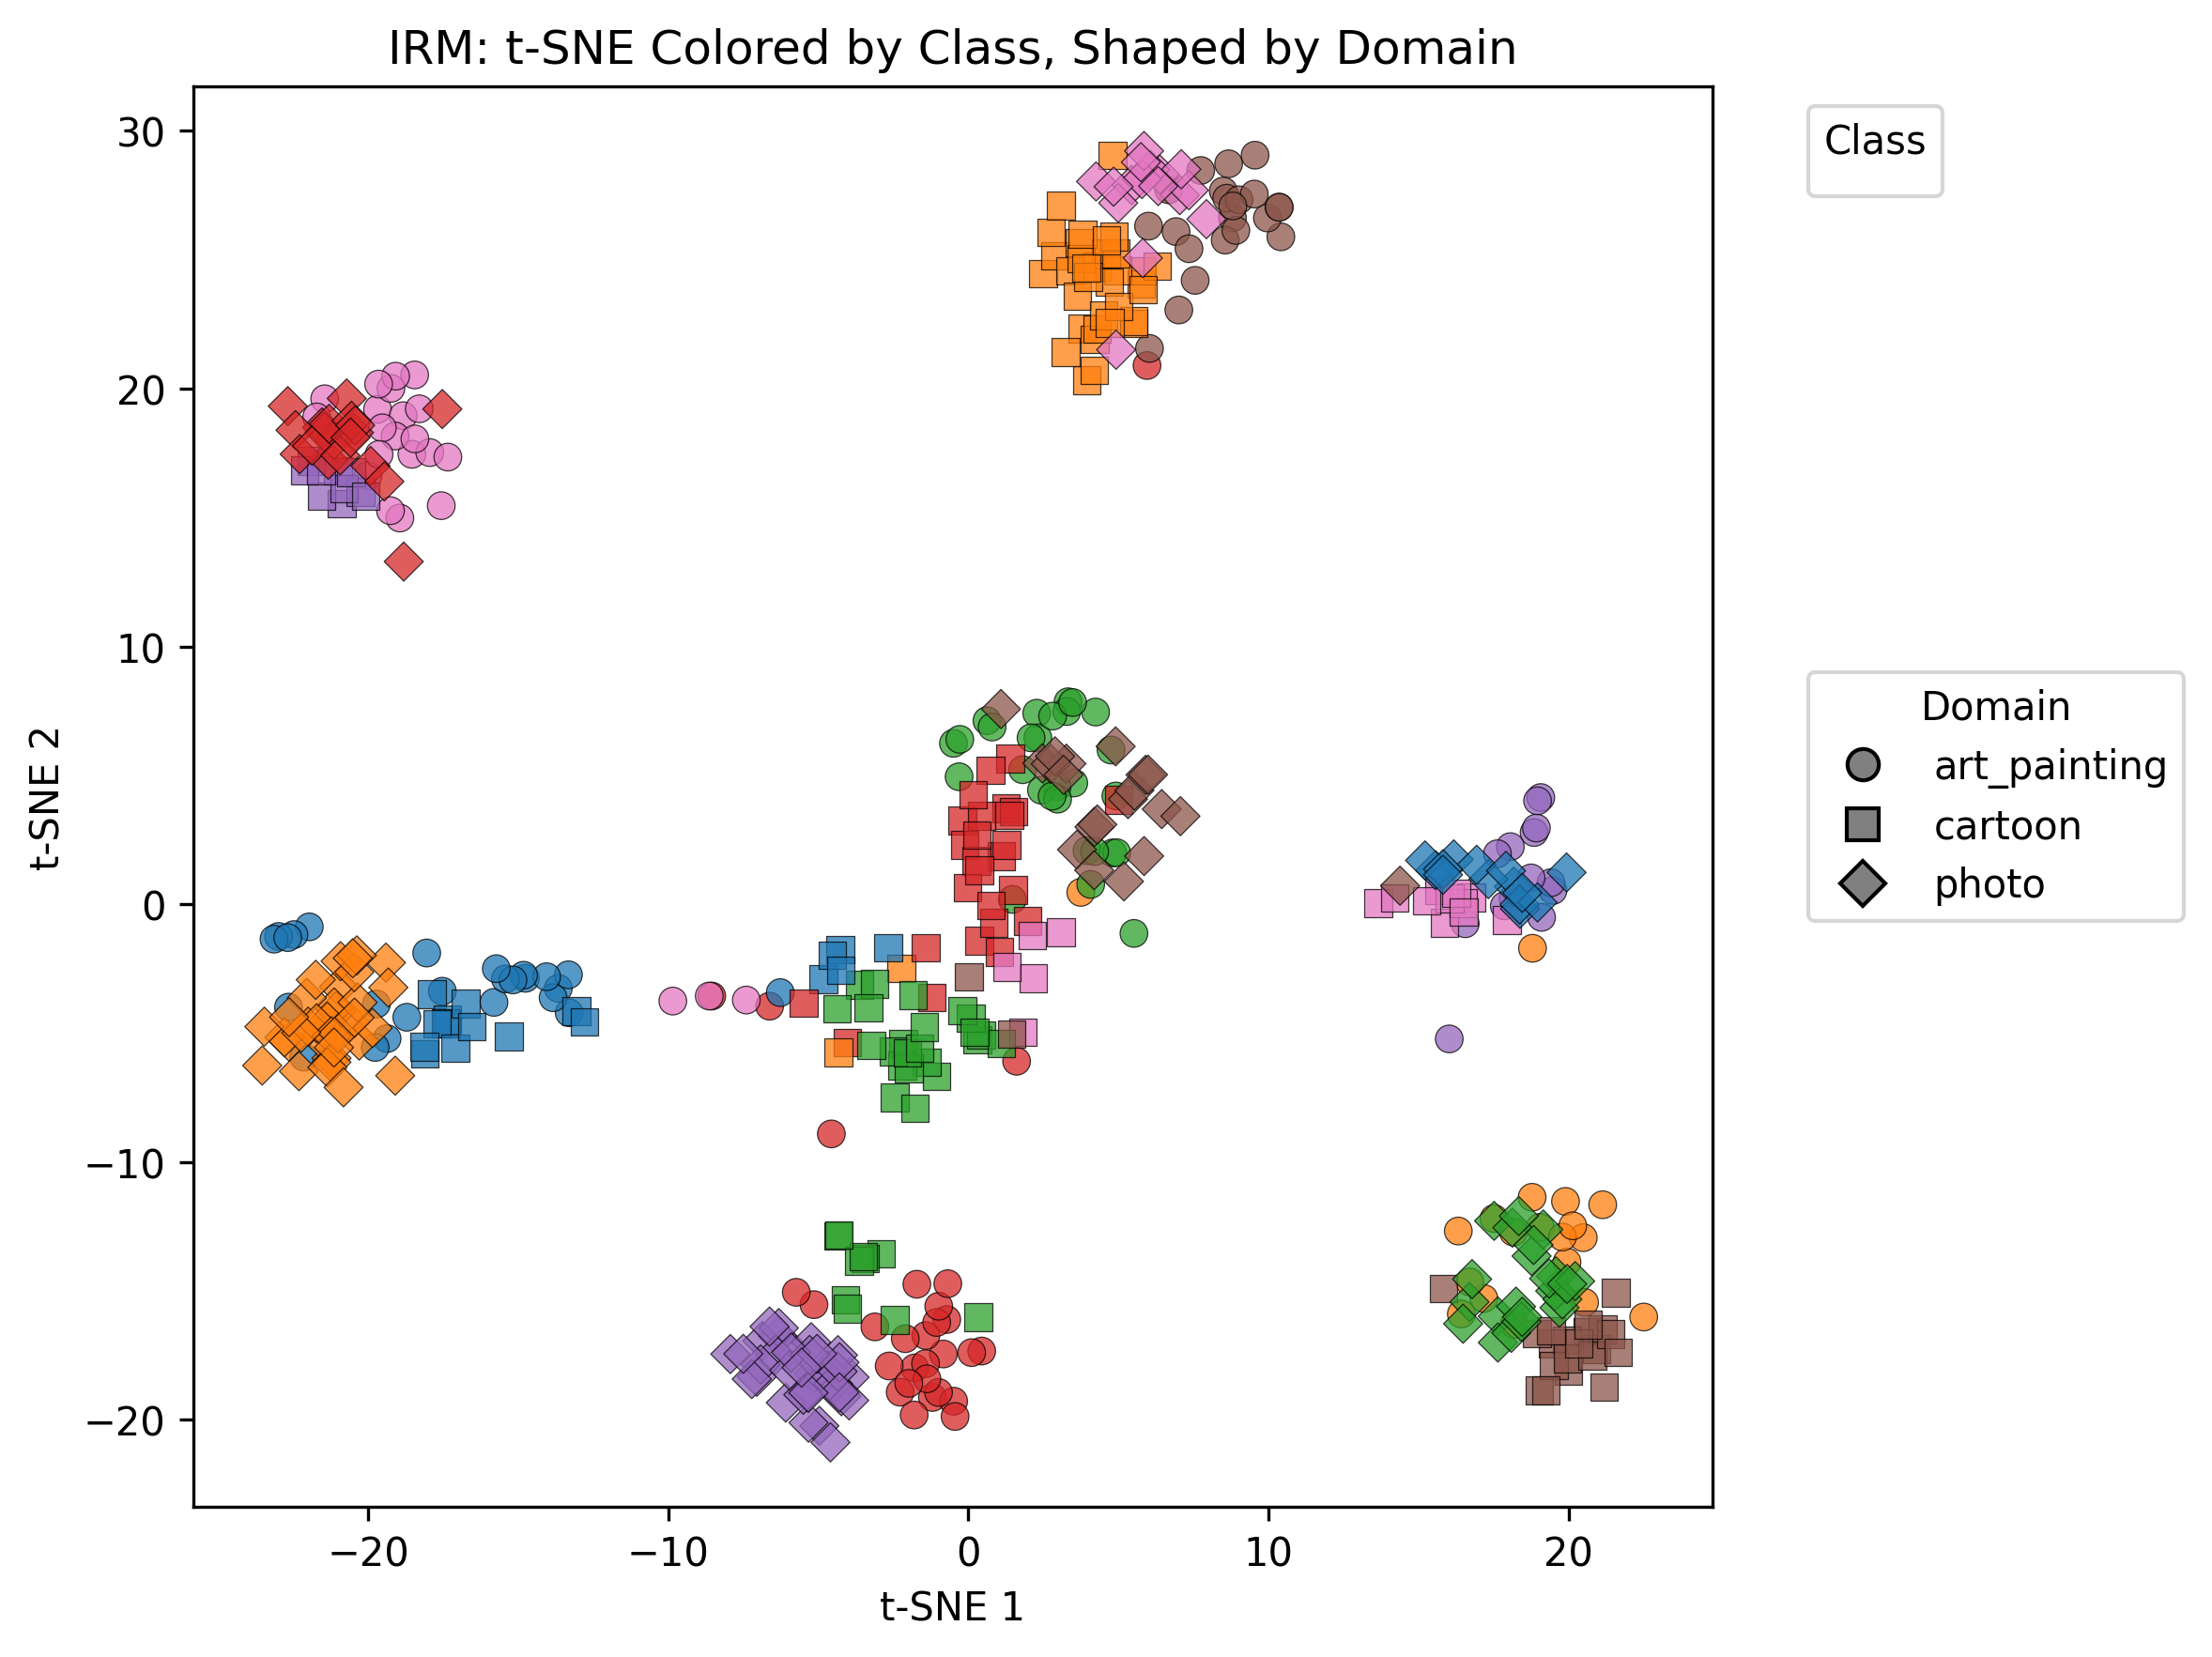 IRM: t-SNE Colored by Class, Shaped by Domain
30
20
10
0
−10
−20
t-SNE 2
−20
−10
0
10
20
t-SNE 1
Class
Domain
art_painting
cartoon
photo